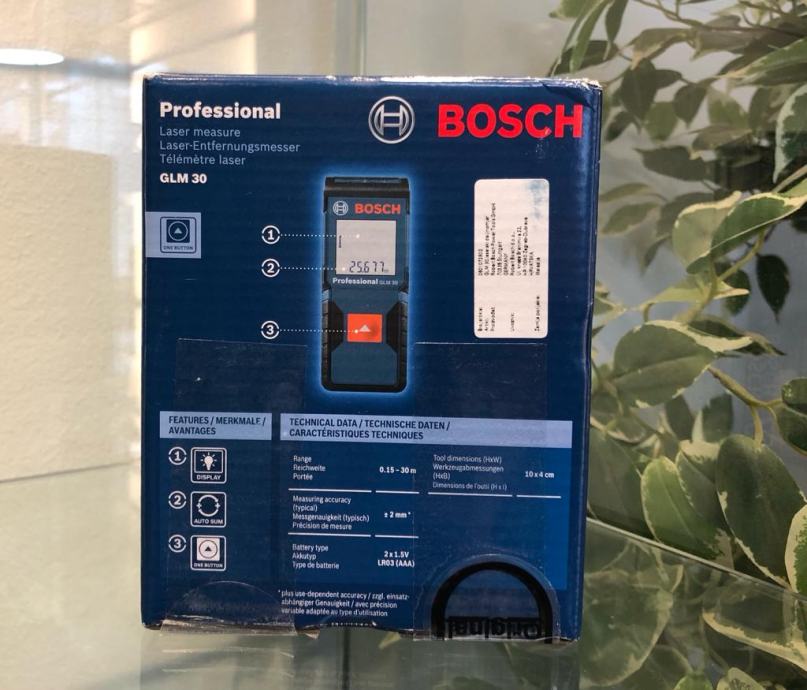 Professional
Laser measure
Laser-Entfernungsmesser
Télémètre laser
GLM 30
BOSCH
ONE BUTTON
BOSCH
25.677
Professional GLM 30
1
2
3
FEATURES / MERKMALE /
AVANTAGES
1
DISPLAY
2
AUTO SUM
3
ONE BUTTON
TECHNICAL DATA / TECHNISCHE DATEN /
CARACTÉRISTIQUES TECHNIQUES
Range
Reichweite
Portée
0.15 – 30 m
Measuring accuracy
(typical)
Messgenauigkeit (typisch)
Précision de mesure
± 2 mm*
Battery type
Akkutyp
Type de batterie
2 x 1.5V
LR03 (AAA)
Tool dimensions (HxW)
Werkzeugabmessungen
(HxB)
Dimensions de l'outil (H x l)
10 x 4 cm
* plus use-dependent accuracy / zzgl. einsatz-
abhängiger Genauigkeit / avec précision
variable adaptée au type d'utilisation
Original